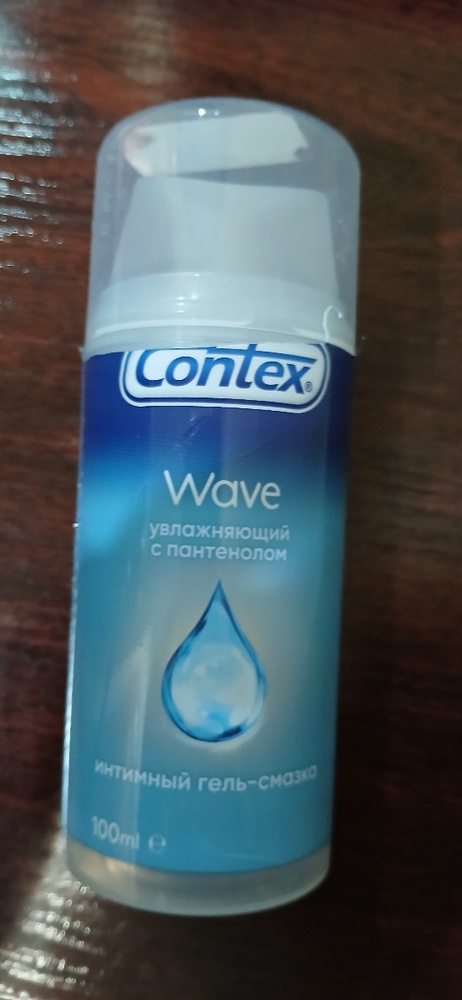 Contex®
Wave
увлажняющий
с пантенолом
интимный гель-смазка
100ml ℮